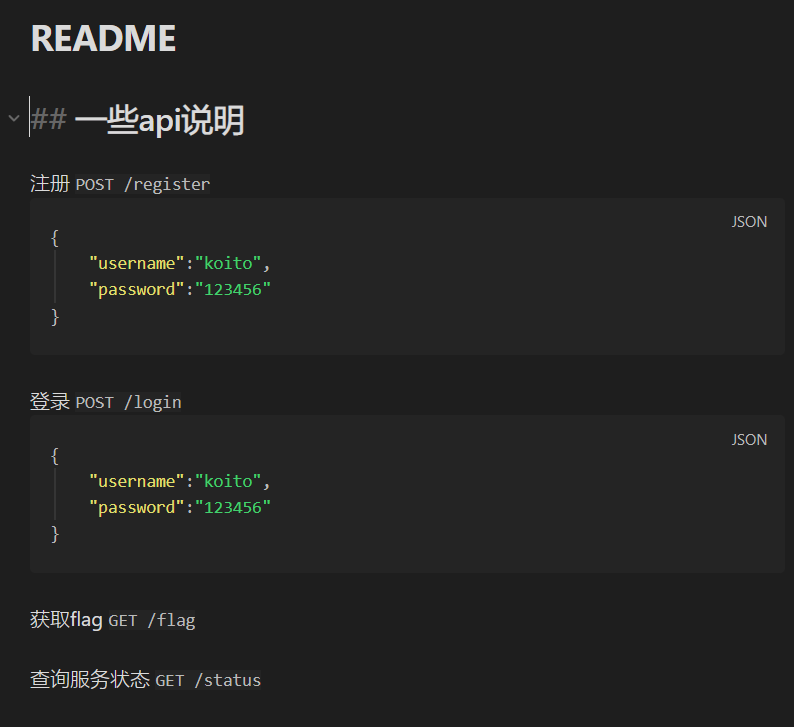 README
## 一些api说明
注册 POST /register
JSON
{
"username":"koito",
"password":"123456"
}
登录 POST /login
JSON
{
"username":"koito",
"password":"123456"
}
获取flag GET /flag
查询服务状态 GET /status